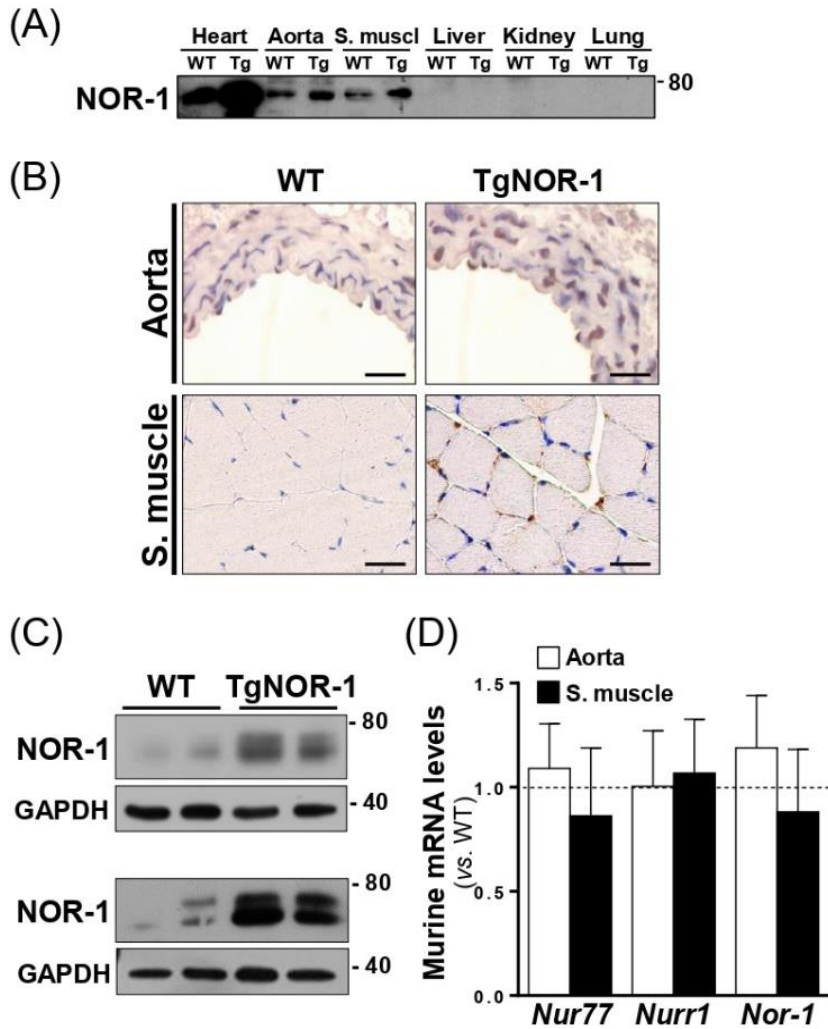 (A)
Heart Aorta S. muscl Liver Kidney Lung
WT Tg WT Tg WT Tg WT Tg WT Tg WT Tg
NOR-1
- 80
(B)
WT TgNOR-1
Aorta
S. muscle
(C)
WT TgNOR-1
NOR-1
- 80
GAPDH
- 40
NOR-1
- 80
GAPDH
- 40
(D)
Aorta
S. muscle
Murine mRNA levels
(vs. WT)
1.5
1.0
0.5
0.0
Nur77 Nurr1 Nor-1